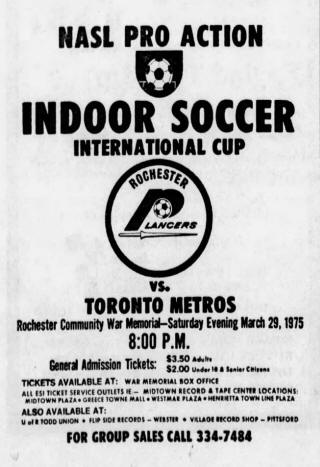 NASL PRO ACTION
INDOOR SOCCER
INTERNATIONAL CUP
ROCHESTER
LANCERS
VS.
TORONTO METROS
Rochester Community War Memorial—Saturday Evening March 29, 1975
8:00 P.M.
General Admission Tickets: $3.50 Adults
$2.00 Under 18 & Senior Citizens
TICKETS AVAILABLE AT: WAR MEMORIAL BOX OFFICE
ALL ESI TICKET SERVICE OUTLETS IE — MIDTOWN RECORD & TAPE CENTER LOCATIONS:
MIDTOWN PLAZA • GREECE TOWNE MALL • WESTMAR PLAZA • HENRIETTA TOWN LINE PLAZA
ALSO AVAILABLE AT:
U of R TODD UNION • FLIP SIDE RECORDS — WEBSTER • VILLAGE RECORD SHOP — PITTSFORD
FOR GROUP SALES CALL 334-7484